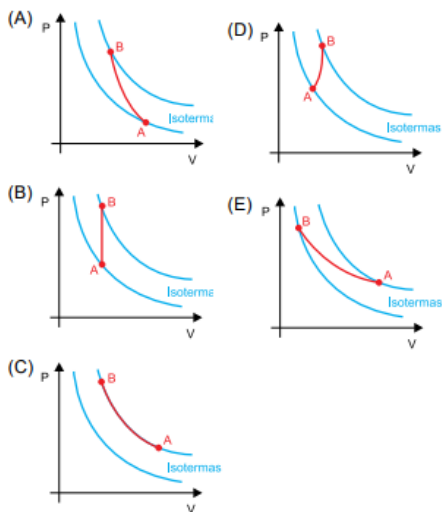 (A)
P
B
A
Isoterma
V
(B)
P
B
A
Isotermas
V
(C)
P
B
A
Isotermas
V
(D)
P
B
A
Isotermas
V
(E)
P
B
A
Isotermas
V